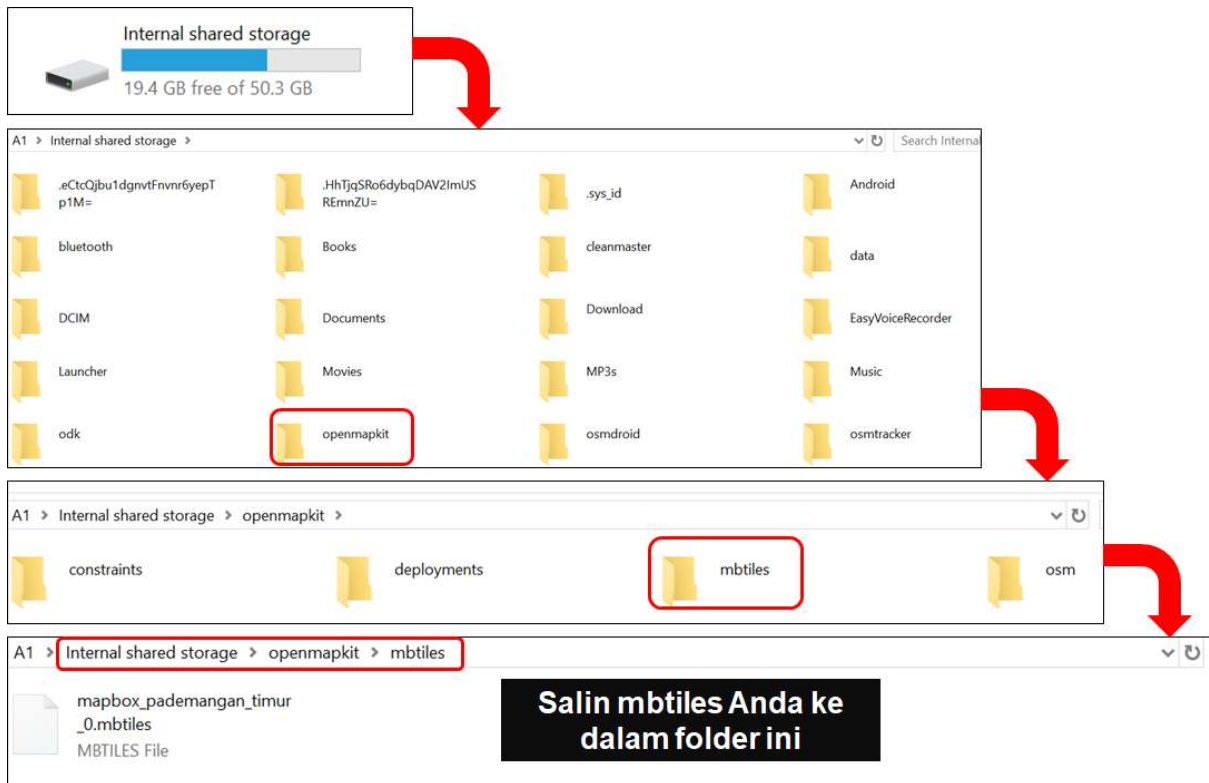 Internal shared storage
19.4 GB free of 50.3 GB
A1 > Internal shared storage >
Search Internal
.eCtcQjbu1dgnvtFnvnr6yepT
p1M=
.HhTjqSRo6dybqDAV2ImUS
REmnZU=
.sys_id
Android
bluetooth
Books
cleanmaster
data
DCIM
Documents
Download
EasyVoiceRecorder
Launcher
Movies
MP3s
Music
odk
openmapkit
osmdroid
osmtracker
A1 > Internal shared storage > openmapkit >
constraints
deployments
mbtiles
osm
A1 > Internal shared storage > openmapkit > mbtiles
mapbox_pademangan_timur
_0.mbtiles
MBTILES File
Salin mbtiles Anda ke
dalam folder ini